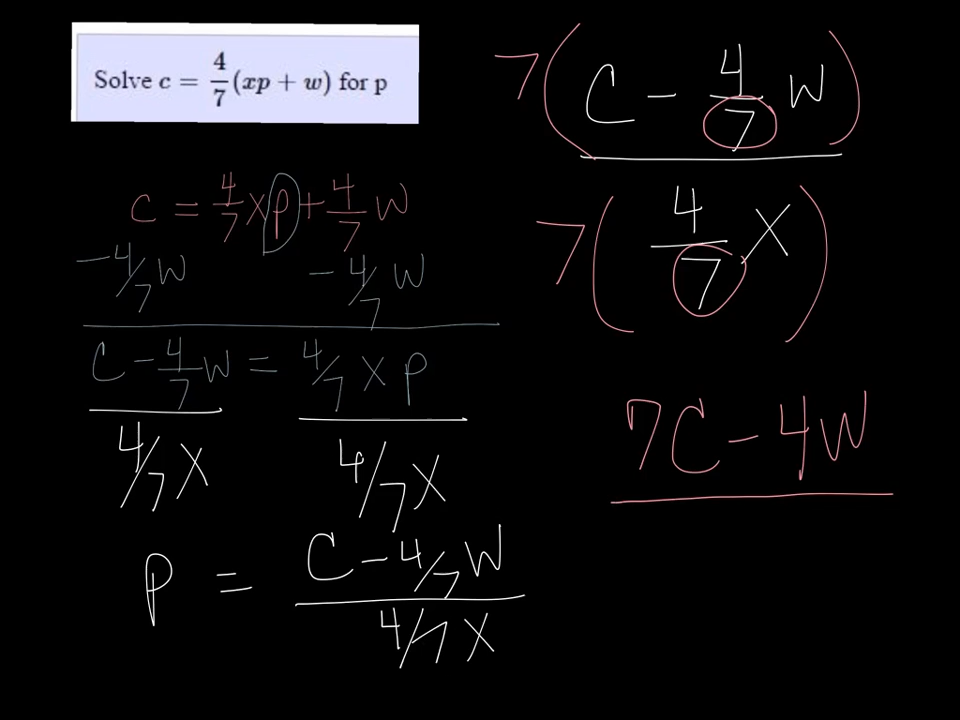 Solve c = 4/7 (xp + w) for p
C = 4/7 XP + 4/7 W
- 4/7 W - 4/7 W
C - 4/7 W = 4/7 X P
4/7 X 4/7 X
P = C - 4/7 W
4/7 X
7 ( C - 4/7 W )
7 ( 4/7 X )
7C - 4W